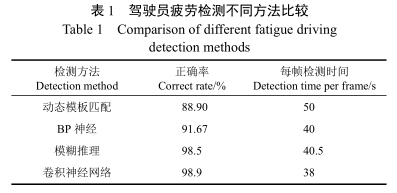 表 1 驾驶员疲劳检测不同方法比较
Table 1 Comparison of different fatigue driving
detection methods
检测方法 正确率 每帧检测时间
Detection method Correct rate/% Detection time per frame/s
动态模板匹配 88.90 50
BP 神经 91.67 40
模糊推理 98.5 40.5
卷积神经网络 98.9 38